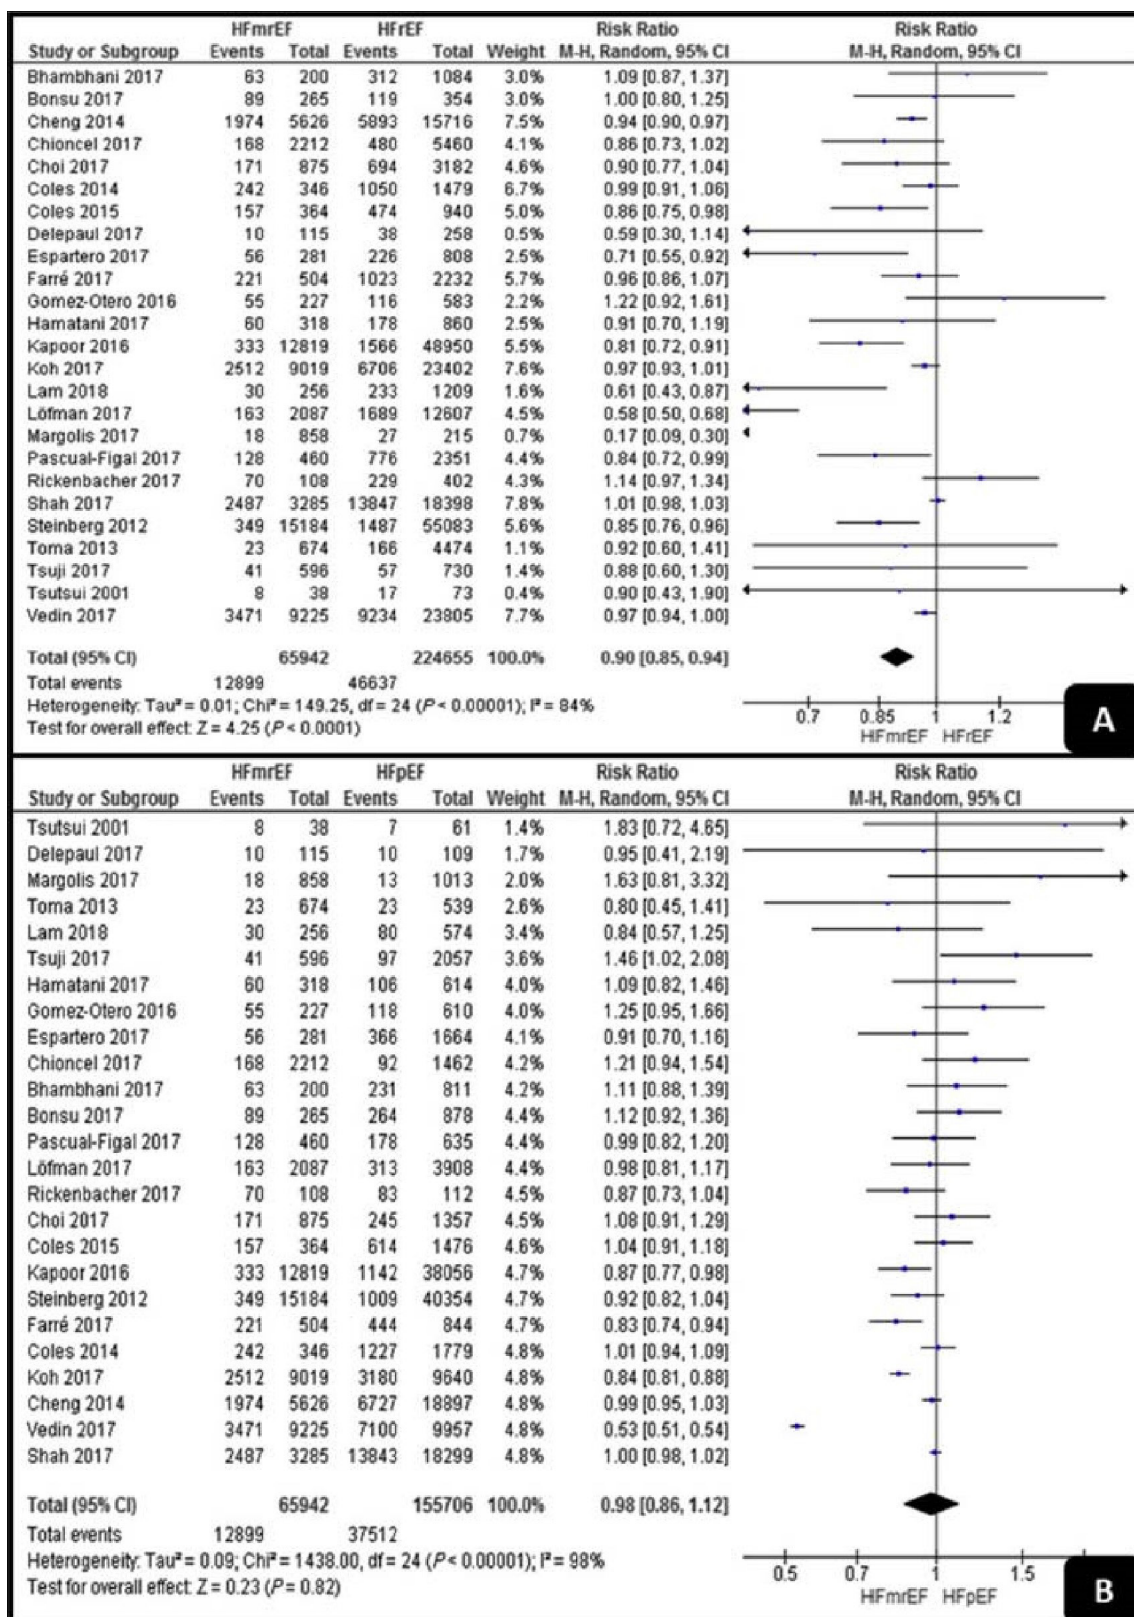 HFmrEF HFrEF Risk Ratio Risk Ratio
Study or Subgroup Events Total Events Total Weight M-H, Random, 95% CI M-H, Random, 95% CI
Bhambhani 2017 63 200 312 1084 3.0% 1.09 [0.87, 1.37]
Bonsu 2017 89 265 119 354 3.0% 1.00 [0.80, 1.25]
Cheng 2014 1974 5626 5893 15716 7.5% 0.94 [0.90, 0.97]
Chioncel 2017 168 2212 480 5460 4.1% 0.86 [0.73, 1.02]
Choi 2017 171 875 694 3182 4.6% 0.90 [0.77, 1.04]
Coles 2014 242 346 1050 1479 6.7% 0.99 [0.91, 1.06]
Coles 2015 157 364 474 940 5.0% 0.86 [0.75, 0.98]
Delepaul 2017 10 115 38 258 0.5% 0.59 [0.30, 1.14]
Espartero 2017 56 281 226 808 2.5% 0.71 [0.55, 0.92]
Farré 2017 221 504 1023 2232 5.7% 0.96 [0.86, 1.07]
Gomez-Otero 2016 55 227 116 583 2.2% 1.22 [0.92, 1.61]
Hamatani 2017 60 318 178 860 2.5% 0.91 [0.70, 1.19]
Kapoor 2016 333 12819 1566 48950 5.5% 0.81 [0.72, 0.91]
Koh 2017 2512 9019 6706 23402 7.6% 0.97 [0.93, 1.01]
Lam 2018 30 256 233 1209 1.6% 0.61 [0.43, 0.87]
Löfman 2017 163 2087 1689 12607 4.5% 0.58 [0.50, 0.68]
Margolis 2017 18 858 27 215 0.7% 0.17 [0.09, 0.30]
Pascual-Figal 2017 128 460 776 2351 4.4% 0.84 [0.72, 0.99]
Rickenbacher 2017 70 108 229 402 4.3% 1.14 [0.97, 1.34]
Shah 2017 2487 3285 13847 18398 7.8% 1.01 [0.98, 1.03]
Steinberg 2012 349 15184 1487 55083 5.6% 0.85 [0.76, 0.96]
Toma 2013 23 674 166 4474 1.1% 0.92 [0.60, 1.41]
Tsuji 2017 41 596 57 730 1.4% 0.88 [0.60, 1.30]
Tsutsui 2001 8 38 17 73 0.4% 0.90 [0.43, 1.90]
Vedin 2017 3471 9225 9234 23805 7.7% 0.97 [0.94, 1.00]
Total (95% CI) 65942 224655 100.0% 0.90 [0.85, 0.94]
Total events 12899 46637
Heterogeneity: Tau² = 0.01; Chi² = 149.25, df = 24 (P < 0.00001); I² = 84%
Test for overall effect: Z = 4.25 (P < 0.0001)
0.7 0.85 1 1.2
HFmrEF HFrEF
A
HFmrEF HFpEF Risk Ratio Risk Ratio
Study or Subgroup Events Total Events Total Weight M-H, Random, 95% CI M-H, Random, 95% CI
Tsutsui 2001 8 38 7 61 1.4% 1.83 [0.72, 4.65]
Delepaul 2017 10 115 10 109 1.7% 0.95 [0.41, 2.19]
Margolis 2017 18 858 13 1013 2.0% 1.63 [0.81, 3.32]
Toma 2013 23 674 23 539 2.6% 0.80 [0.45, 1.41]
Lam 2018 30 256 80 574 3.4% 0.84 [0.57, 1.25]
Tsuji 2017 41 596 97 2057 3.6% 1.46 [1.02, 2.08]
Hamatani 2017 60 318 106 614 4.0% 1.09 [0.82, 1.46]
Gomez-Otero 2016 55 227 118 610 4.0% 1.25 [0.95, 1.66]
Espartero 2017 56 281 366 1664 4.1% 0.91 [0.70, 1.16]
Chioncel 2017 168 2212 92 1462 4.2% 1.21 [0.94, 1.54]
Bhambhani 2017 63 200 231 811 4.2% 1.11 [0.88, 1.39]
Bonsu 2017 89 265 264 878 4.4% 1.12 [0.92, 1.36]
Pascual-Figal 2017 128 460 178 635 4.4% 0.99 [0.82, 1.20]
Löfman 2017 163 2087 313 3908 4.4% 0.98 [0.81, 1.17]
Rickenbacher 2017 70 108 83 112 4.5% 0.87 [0.73, 1.04]
Choi 2017 171 875 245 1357 4.5% 1.08 [0.91, 1.29]
Coles 2015 157 364 614 1476 4.6% 1.04 [0.91, 1.18]
Kapoor 2016 333 12819 1142 38056 4.7% 0.87 [0.77, 0.98]
Steinberg 2012 349 15184 1009 40354 4.7% 0.92 [0.82, 1.04]
Farré 2017 221 504 444 844 4.7% 0.83 [0.74, 0.94]
Coles 2014 242 346 1227 1779 4.8% 1.01 [0.94, 1.09]
Koh 2017 2512 9019 3180 9640 4.8% 0.84 [0.81, 0.88]
Cheng 2014 1974 5626 6727 18897 4.8% 0.99 [0.95, 1.03]
Vedin 2017 3471 9225 7100 9957 4.8% 0.53 [0.51, 0.54]
Shah 2017 2487 3285 13843 18299 4.8% 1.00 [0.98, 1.02]
Total (95% CI) 65942 155706 100.0% 0.98 [0.86, 1.12]
Total events 12899 37512
Heterogeneity: Tau² = 0.09; Chi² = 1438.00, df = 24 (P < 0.00001); I² = 98%
Test for overall effect: Z = 0.23 (P = 0.82)
0.5 0.7 1 1.5
HFmrEF HFpEF
B